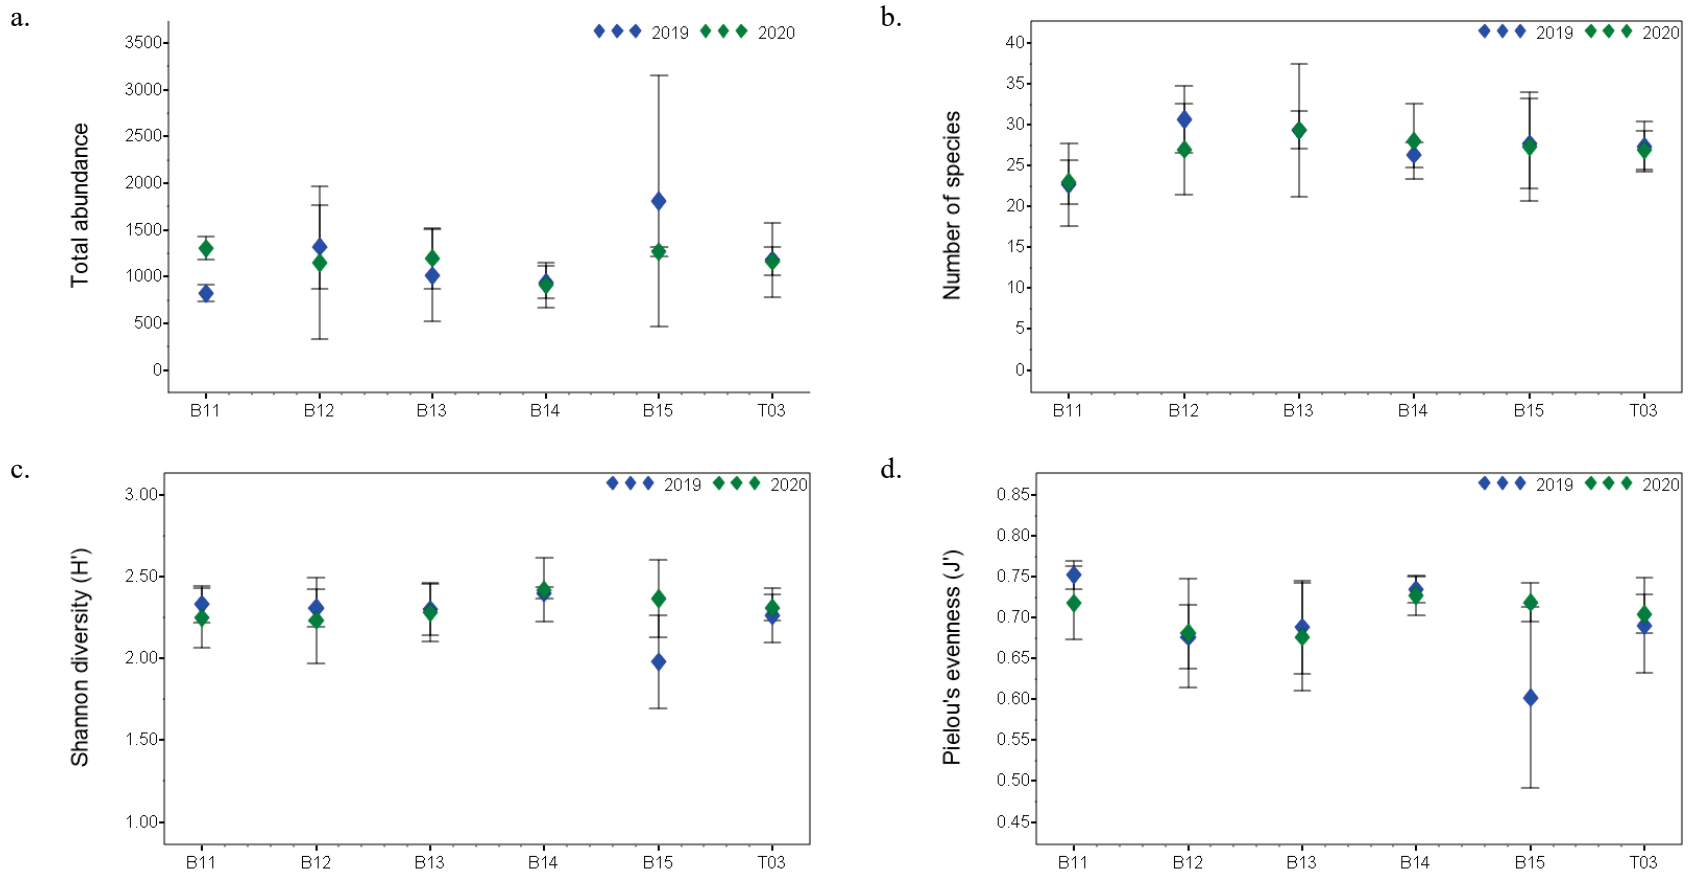 a.
2019 2020
Total abundance
3500
3000
2500
2000
1500
1000
500
0
B11 B12 B13 B14 B15 T03
b.
2019 2020
Number of species
40
35
30
25
20
15
10
5
0
B11 B12 B13 B14 B15 T03
c.
2019 2020
Shannon diversity (H')
3.00
2.50
2.00
1.50
1.00
B11 B12 B13 B14 B15 T03
d.
2019 2020
Pielou's evenness (J')
0.85
0.80
0.75
0.70
0.65
0.60
0.55
0.50
0.45
B11 B12 B13 B14 B15 T03